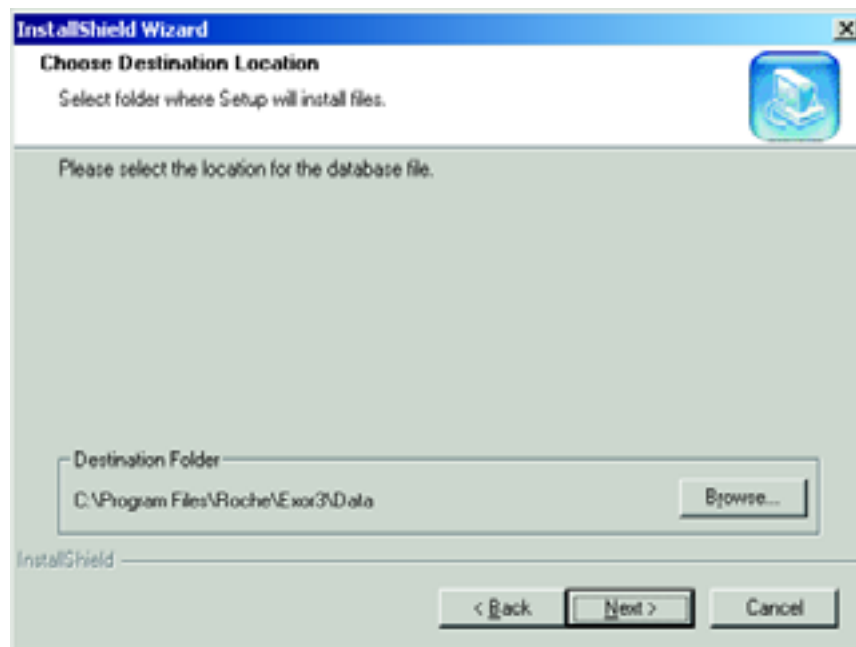 InstallShield Wizard
Choose Destination Location
Select folder where Setup will install files.
Please select the location for the database file.
Destination Folder
C:\Program Files\Roche\Exor3\Data
Browse...
InstallShield
< Back
Next >
Cancel